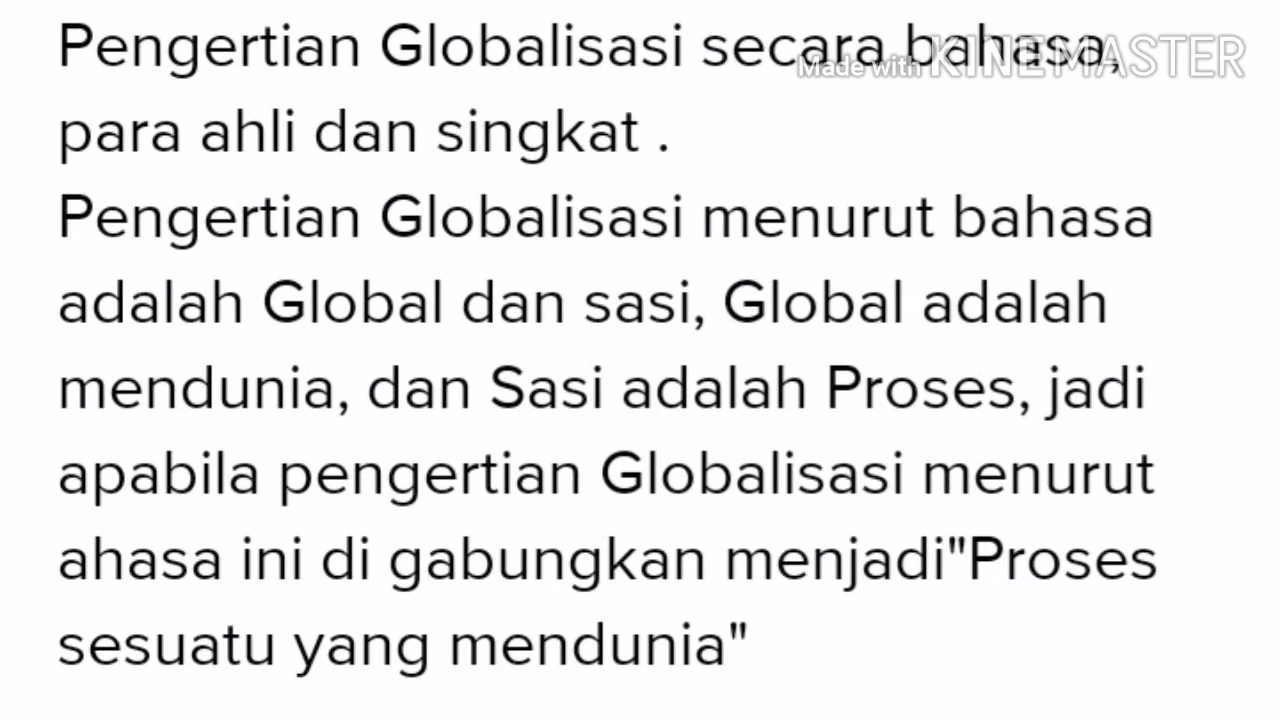 Pengertian Globalisasi secara bahasa,
Made with KINEMASTER
para ahli dan singkat .
Pengertian Globalisasi menurut bahasa
adalah Global dan sasi, Global adalah
mendunia, dan Sasi adalah Proses, jadi
apabila pengertian Globalisasi menurut
ahasa ini di gabungkan menjadi"Proses
sesuatu yang mendunia"